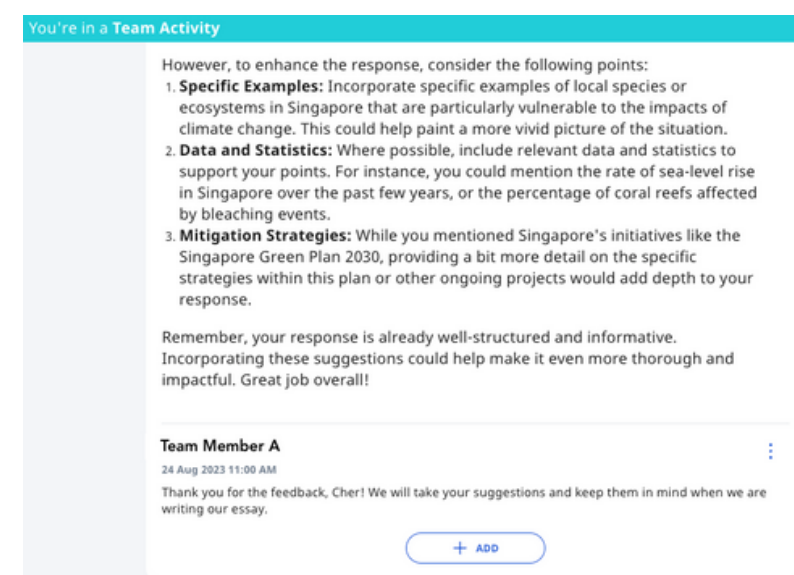 You're in a Team Activity
However, to enhance the response, consider the following points:
1. Specific Examples: Incorporate specific examples of local species or
ecosystems in Singapore that are particularly vulnerable to the impacts of
climate change. This could help paint a more vivid picture of the situation.
2. Data and Statistics: Where possible, include relevant data and statistics to
support your points. For instance, you could mention the rate of sea-level rise
in Singapore over the past few years, or the percentage of coral reefs affected
by bleaching events.
3. Mitigation Strategies: While you mentioned Singapore's initiatives like the
Singapore Green Plan 2030, providing a bit more detail on the specific
strategies within this plan or other ongoing projects would add depth to your
response.
Remember, your response is already well-structured and informative.
Incorporating these suggestions could help make it even more thorough and
impactful. Great job overall!
Team Member A
24 Aug 2023 11:00 AM
Thank you for the feedback, Cher! We will take your suggestions and keep them in mind when we are
writing our essay.
+ ADD